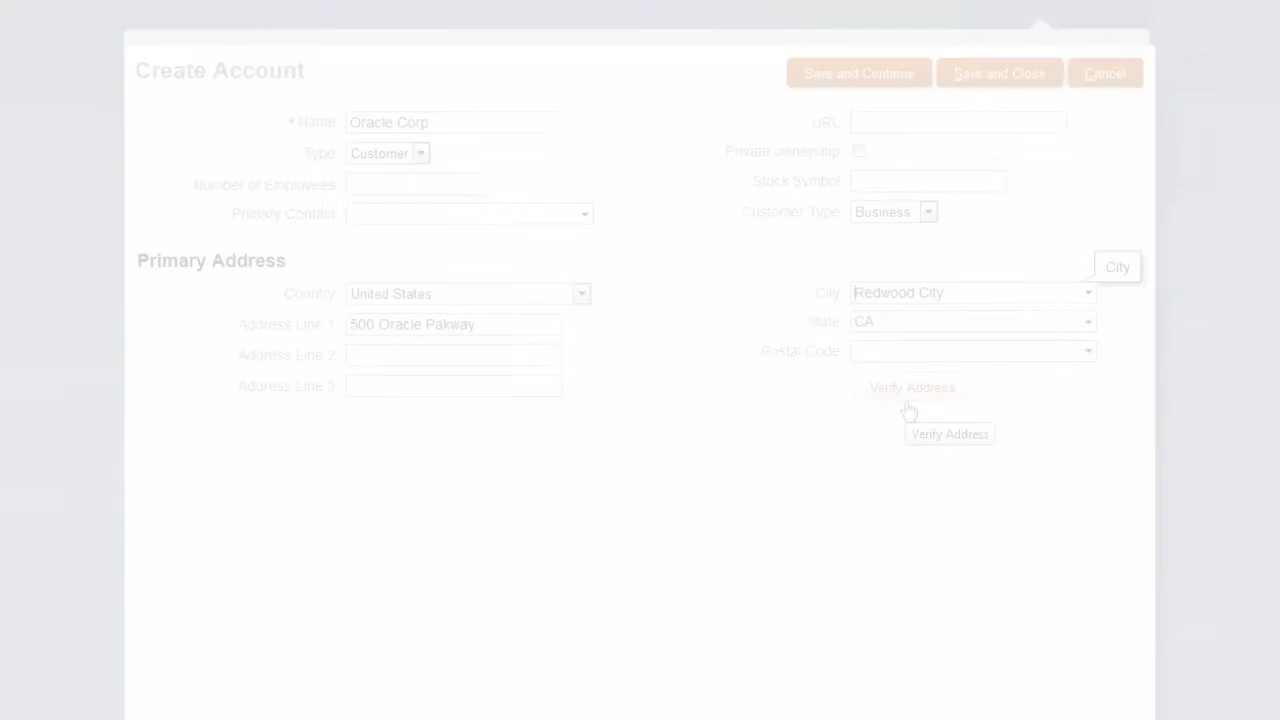 Create Account
Save and Continue
Save and Close
Cancel
* Name Oracle Corp
URL
Type Customer
Private ownership
Number of Employees
Stock Symbol
Primary Contact
Customer Type Business
Primary Address
City
Country United States
City Redwood City
Address Line 1 500 Oracle Pakway
State CA
Address Line 2
Postal Code
Address Line 3
Verify Address
Verify Address